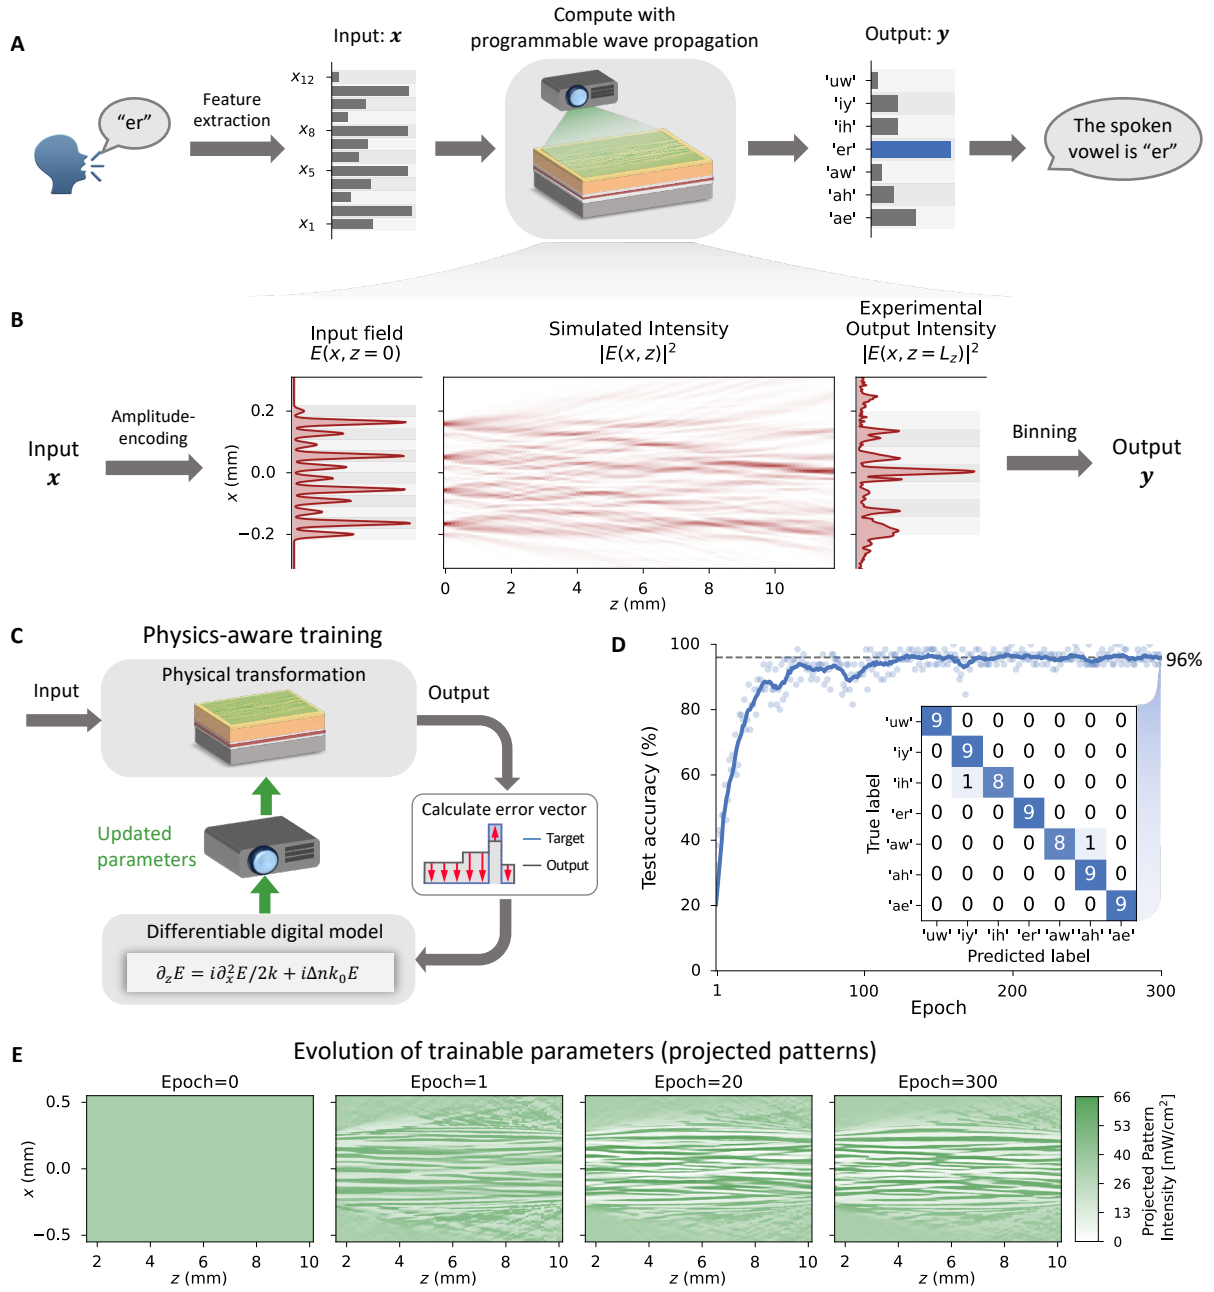 A
"er"
Feature
extraction
Input: x
x12
x8
x5
x1
Compute with
programmable wave propagation
Output: y
'uw'
'iy'
'ih'
'er'
'aw'
'ah'
'ae'
The spoken
vowel is "er"
B
Input
x
Amplitude-
encoding
Input field
E(x, z = 0)
x (mm)
0.2
0.0
−0.2
Simulated Intensity
|E(x, z)|²
0 2 4 6 8 10
z (mm)
Experimental
Output Intensity
|E(x, z = Lz)|²
Binning
Output
y
C
Physics-aware training
Input
Physical transformation
Output
Calculate error vector
Target
Output
Updated
parameters
Differentiable digital model
∂zE = i∂x²E/2k + iΔnk0E
D
Test accuracy (%)
100
80
60
40
20
0
96%
True label
'uw' 9 0 0 0 0 0 0
'iy' 0 9 0 0 0 0 0
'ih' 0 1 8 0 0 0 0
'er' 0 0 0 9 0 0 0
'aw' 0 0 0 0 8 1 0
'ah' 0 0 0 0 0 9 0
'ae' 0 0 0 0 0 0 9
'uw' 'iy' 'ih' 'er' 'aw' 'ah' 'ae'
Predicted label
1 100 200 300
Epoch
E
Evolution of trainable parameters (projected patterns)
Epoch=0 Epoch=1 Epoch=20 Epoch=300
x (mm)
0.5
0.0
−0.5
2 4 6 8 10
z (mm)
2 4 6 8 10
z (mm)
2 4 6 8 10
z (mm)
2 4 6 8 10
z (mm)
66
53
40
26
13
0
Projected Pattern
Intensity [mW/cm²]